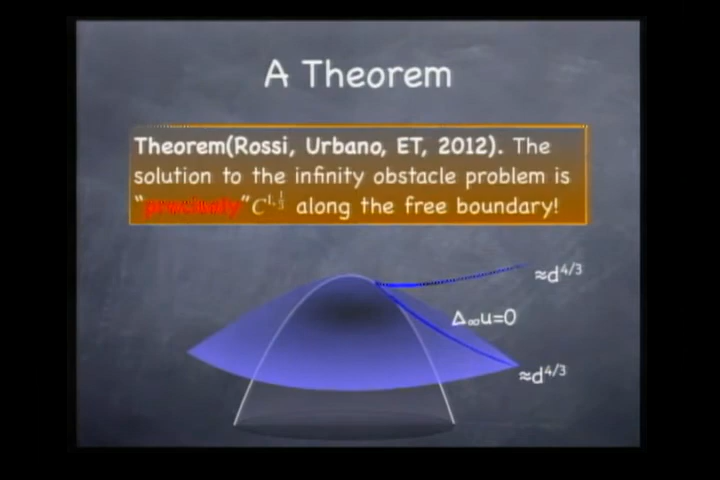 A Theorem
Theorem(Rossi, Urbano, ET, 2012). The
solution to the infinity obstacle problem is
"precisely" C^{1,1/3} along the free boundary!
≈d^{4/3}
Δ∞u=0
≈d^{4/3}